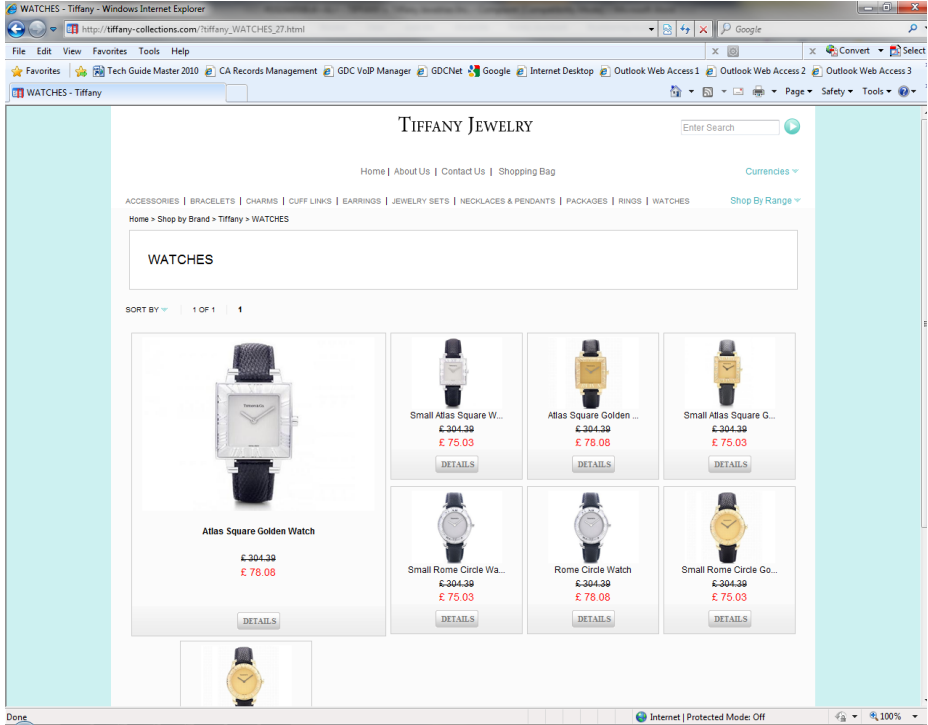 WATCHES - Tiffany - Windows Internet Explorer
http://tiffany-collections.com/?tiffany_WATCHES_27.html
Google
File Edit View Favorites Tools Help
x
x Convert Select
Favorites Tech Guide Master 2010 CA Records Management GDC VoIP Manager GDCNet Google Internet Desktop Outlook Web Access 1 Outlook Web Access 2 Outlook Web Access 3
WATCHES - Tiffany
Page Safety Tools
TIFFANY JEWELRY
Enter Search
Home | About Us | Contact Us | Shopping Bag
Currencies
ACCESSORIES | BRACELETS | CHARMS | CUFF LINKS | EARRINGS | JEWELRY SETS | NECKLACES & PENDANTS | PACKAGES | RINGS | WATCHES
Shop By Range
Home > Shop by Brand > Tiffany > WATCHES
WATCHES
SORT BY 1 OF 1 1
Small Atlas Square W...
£ 304.39
£ 75.03
DETAILS
Atlas Square Golden ...
£ 304.39
£ 78.08
DETAILS
Small Atlas Square G...
£ 304.39
£ 75.03
DETAILS
Atlas Square Golden Watch
£ 304.39
£ 78.08
DETAILS
Small Rome Circle Wa...
£ 304.39
£ 75.03
DETAILS
Rome Circle Watch
£ 304.39
£ 78.08
DETAILS
Small Rome Circle Go...
£ 304.39
£ 75.03
DETAILS
Done
Internet | Protected Mode: Off
100%